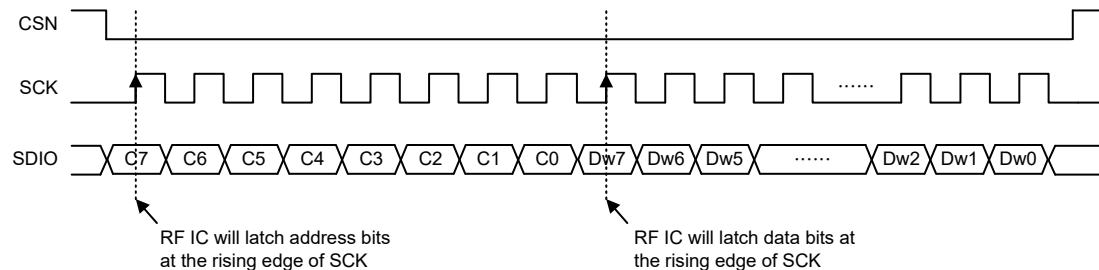 CSN
SCK
......
SDIO
C7 C6 C5 C4 C3 C2 C1 C0 Dw7 Dw6 Dw5 ...... Dw2 Dw1 Dw0
RF IC will latch address bits
at the rising edge of SCK
RF IC will latch data bits at
the rising edge of SCK